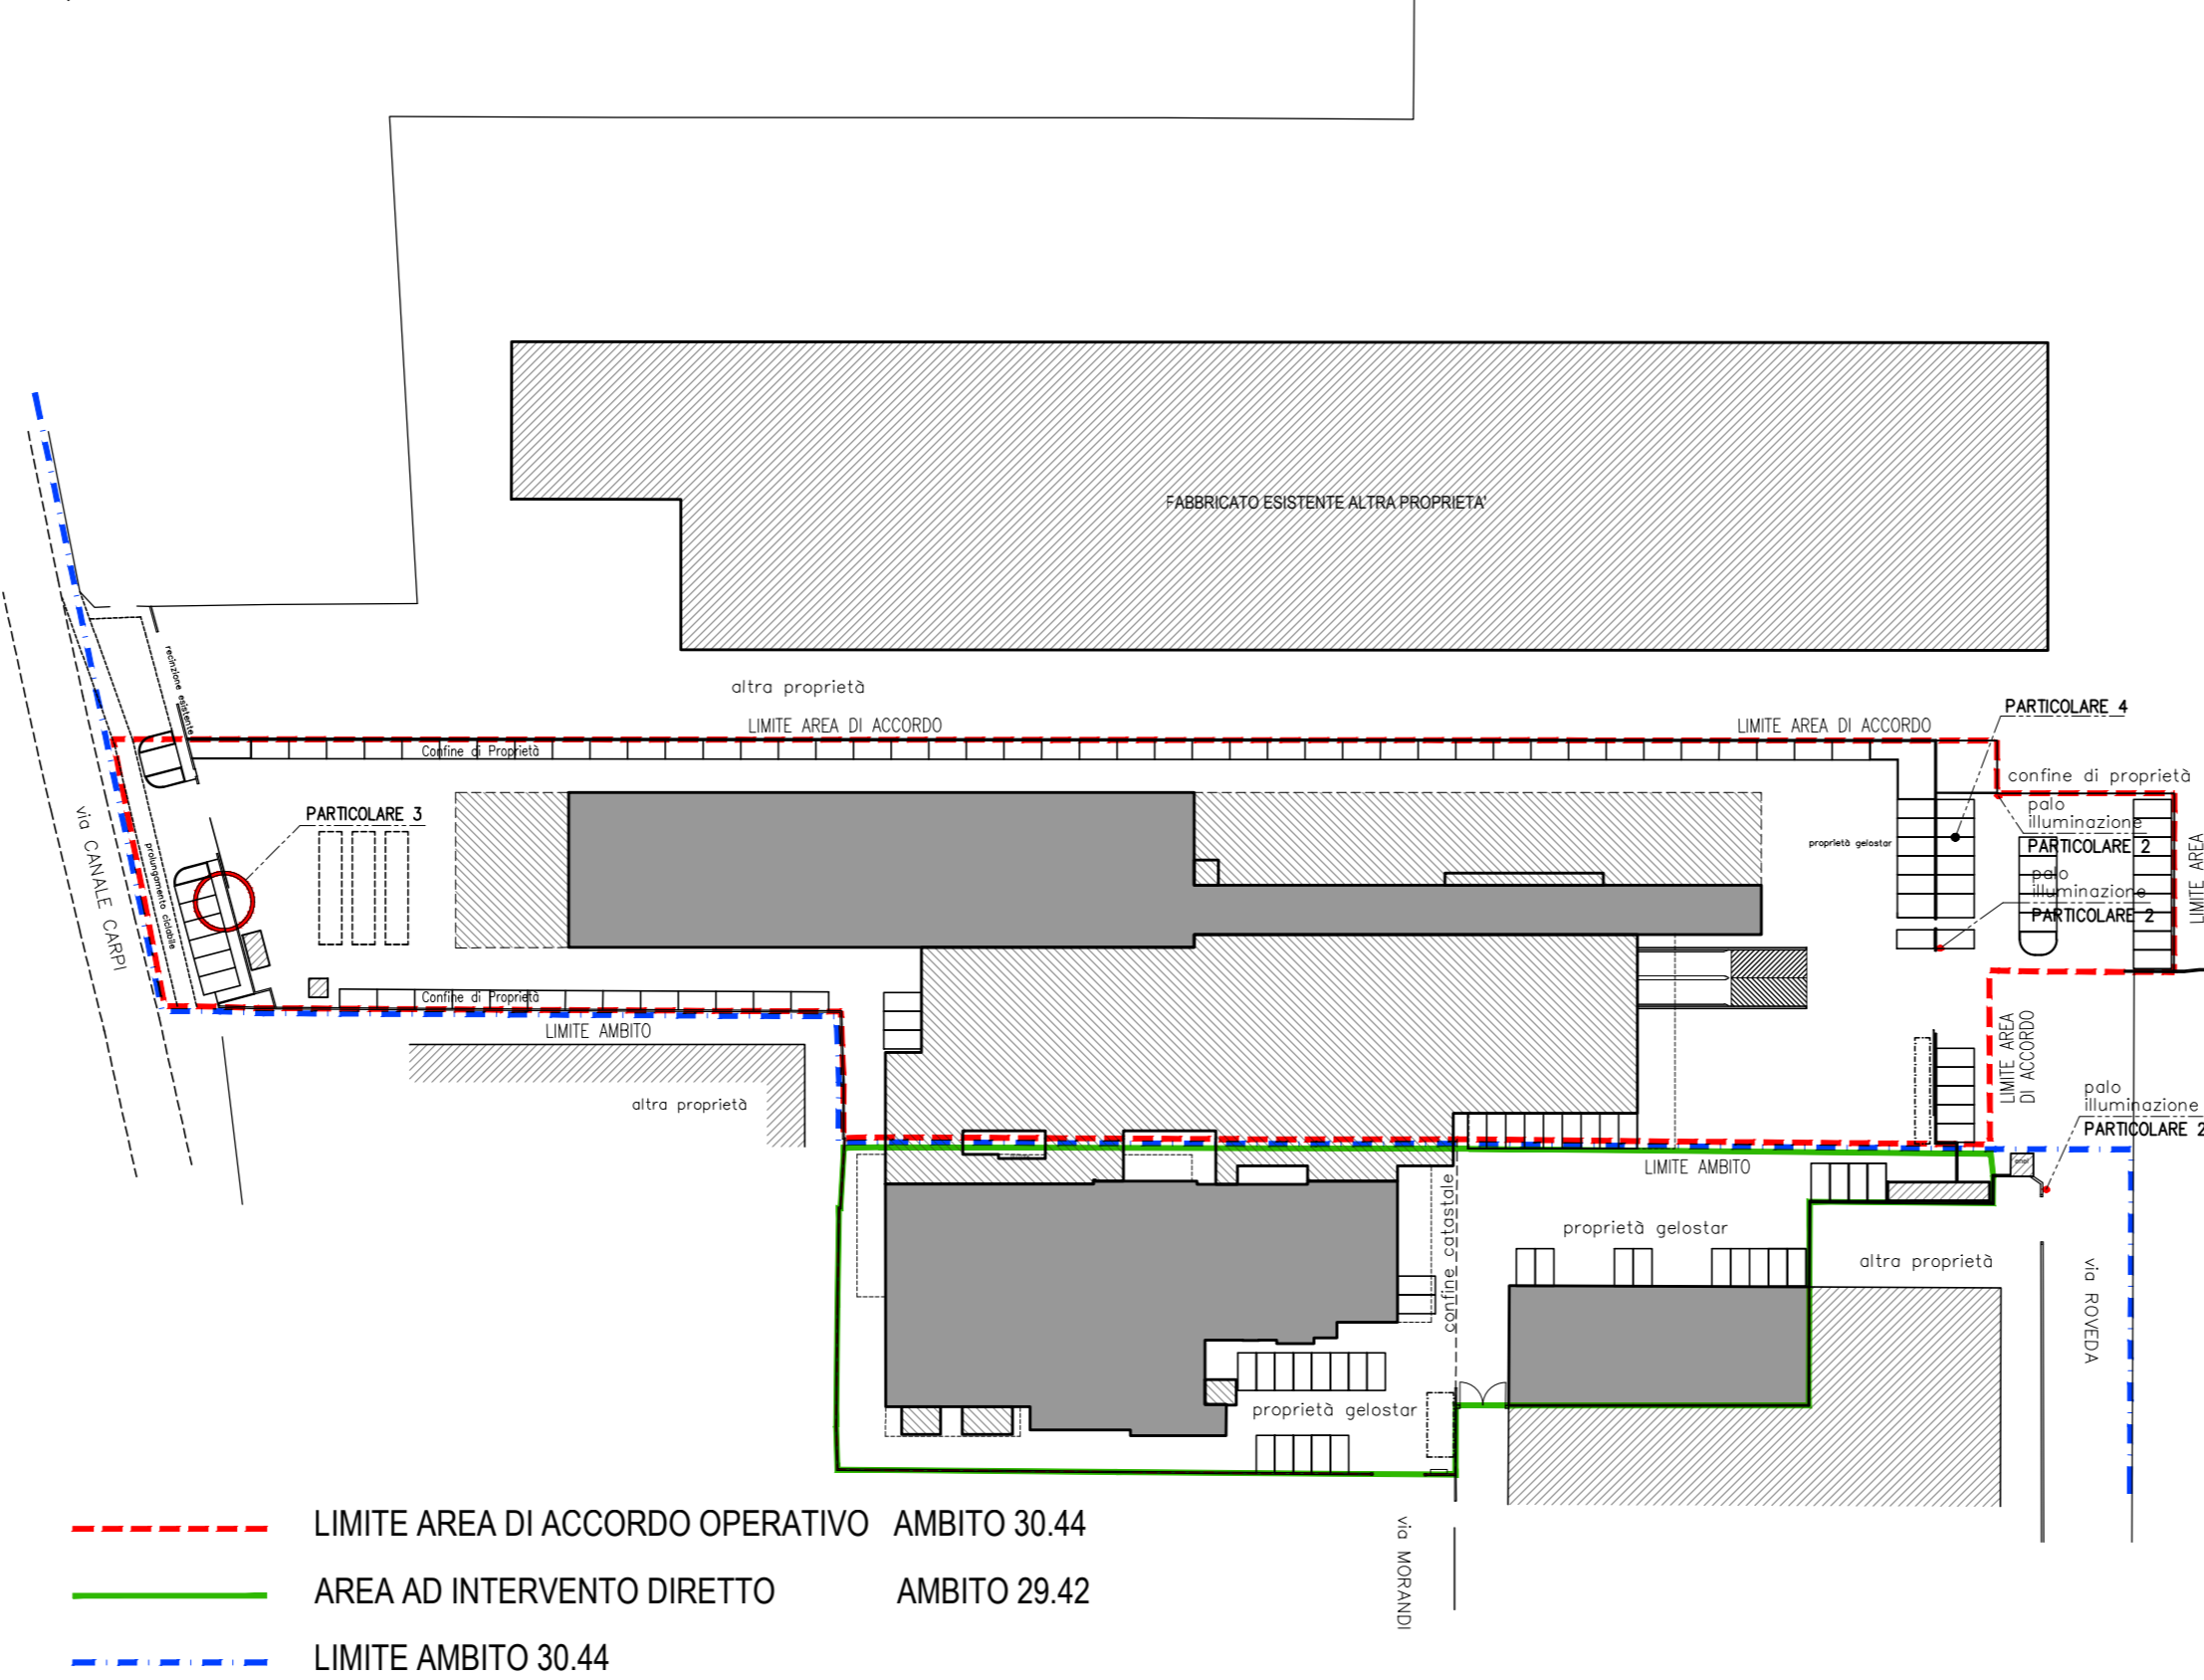 FABBRICATO ESISTENTE ALTRA PROPRIETA'
recinzione esistente
altra proprietà
LIMITE AREA DI ACCORDO
LIMITE AREA DI ACCORDO
PARTICOLARE 4
Confine di Proprietà
confine di proprietà
palo
illuminazione
PARTICOLARE 2
palo
illuminazione
PARTICOLARE 2
LIMITE AREA
proprietà gelostar
PARTICOLARE 3
via CANALE CARPI
prolungamento ciclabile
Confine di Proprietà
LIMITE AMBITO
altra proprietà
LIMITE AREA
DI ACCORDO
palo
illuminazione
PARTICOLARE 2
LIMITE AMBITO
enel
confine catastale
proprietà gelostar
altra proprietà
via ROVEDA
proprietà gelostar
via MORANDI
LIMITE AREA DI ACCORDO OPERATIVO AMBITO 30.44
AREA AD INTERVENTO DIRETTO AMBITO 29.42
LIMITE AMBITO 30.44